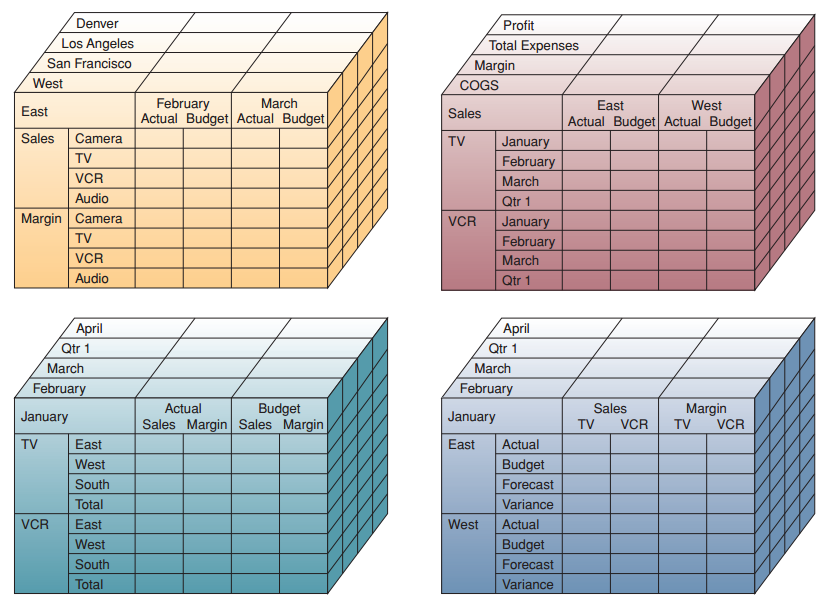 Denver
Los Angeles
San Francisco
West
East February March
Actual Budget Actual Budget
Sales Camera
TV
VCR
Audio
Margin Camera
TV
VCR
Audio
Profit
Total Expenses
Margin
COGS
Sales East West
Actual Budget Actual Budget
TV January
February
March
Qtr 1
VCR January
February
March
Qtr 1
April
Qtr 1
March
February
January Actual Budget
Sales Margin Sales Margin
TV East
West
South
Total
VCR East
West
South
Total
April
Qtr 1
March
February
January Sales Margin
TV VCR TV VCR
East Actual
Budget
Forecast
Variance
West Actual
Budget
Forecast
Variance